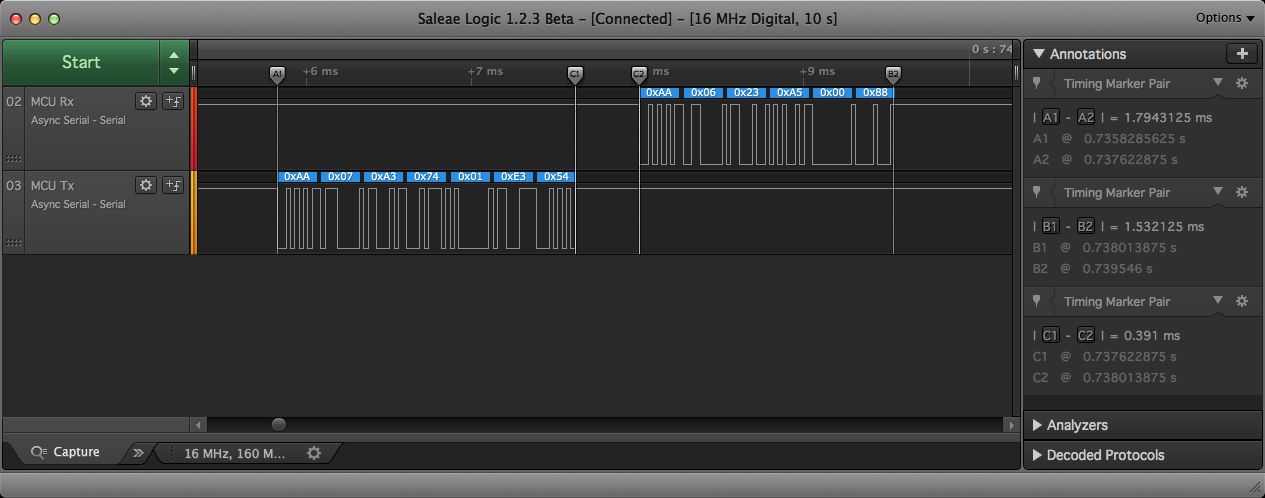 Saleae Logic 1.2.3 Beta – [Connected] – [16 MHz Digital, 10 s]
Options
Start
0 s : 74
A1 +6 ms +7 ms C1 C2 ms +9 ms B2
Annotations
02 MCU Rx
Async Serial - Serial
0xAA 0x06 0x23 0xA5 0x00 0x88
03 MCU Tx
Async Serial - Serial
0xAA 0x07 0xA3 0x74 0x01 0xE3 0x54
Timing Marker Pair
| A1 - A2 | = 1.7943125 ms
A1 @ 0.7358285625 s
A2 @ 0.737622875 s
Timing Marker Pair
| B1 - B2 | = 1.532125 ms
B1 @ 0.738013875 s
B2 @ 0.739546 s
Timing Marker Pair
| C1 - C2 | = 0.391 ms
C1 @ 0.737622875 s
C2 @ 0.738013875 s
Analyzers
Decoded Protocols
Capture
16 MHz, 160 M...